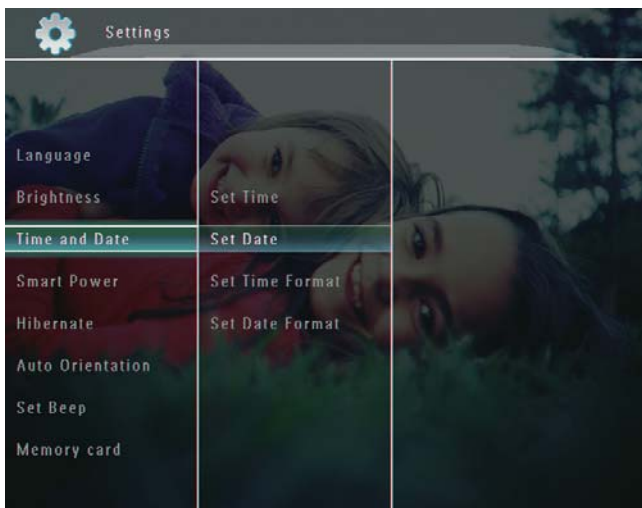 Settings
Language
Brightness
Time and Date
Smart Power
Hibernate
Auto Orientation
Set Beep
Memory card
Set Time
Set Date
Set Time Format
Set Date Format